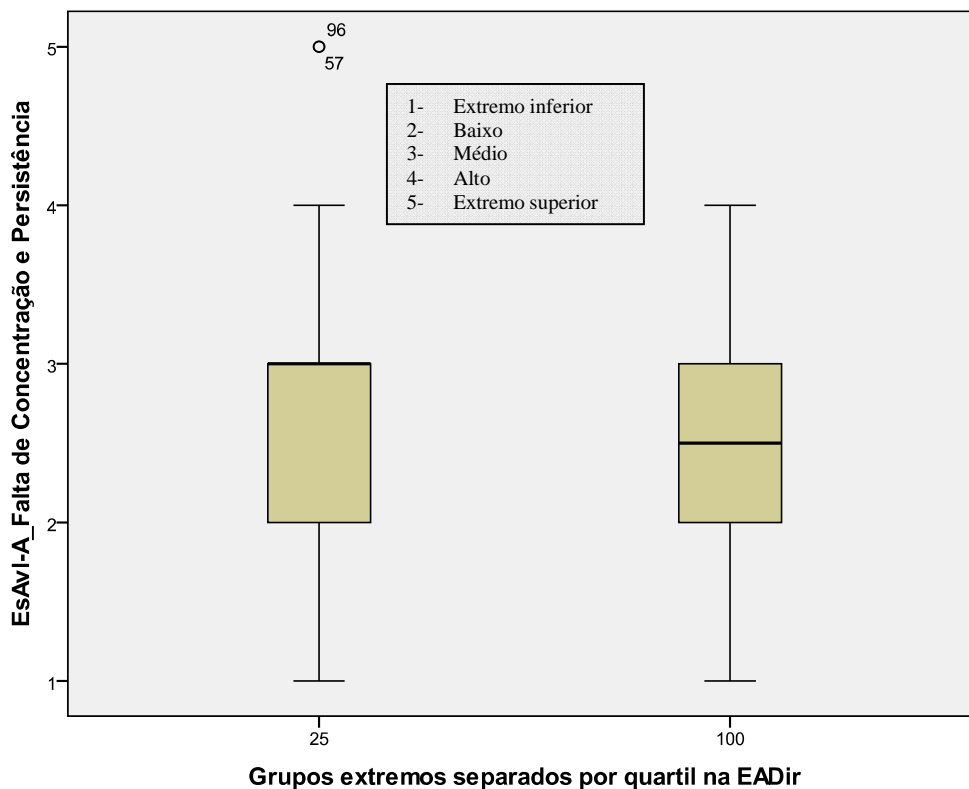 96
5
57
1- Extremo inferior
2- Baixo
3- Médio
4- Alto
5- Extremo superior
4
3
2
1
EsAvI-A_Falta de Concentração e Persistência
25
100
Grupos extremos separados por quartil na EADir